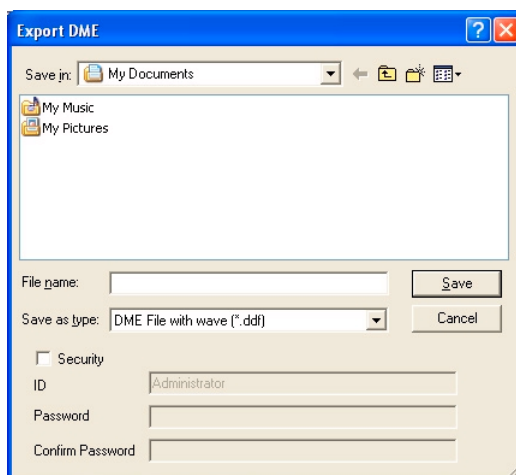 Export DME
Save in: My Documents
My Music
My Pictures
File name:
Save
Save as type: DME File with wave (*.ddf)
Cancel
Security
ID Administrator
Password
Confirm Password